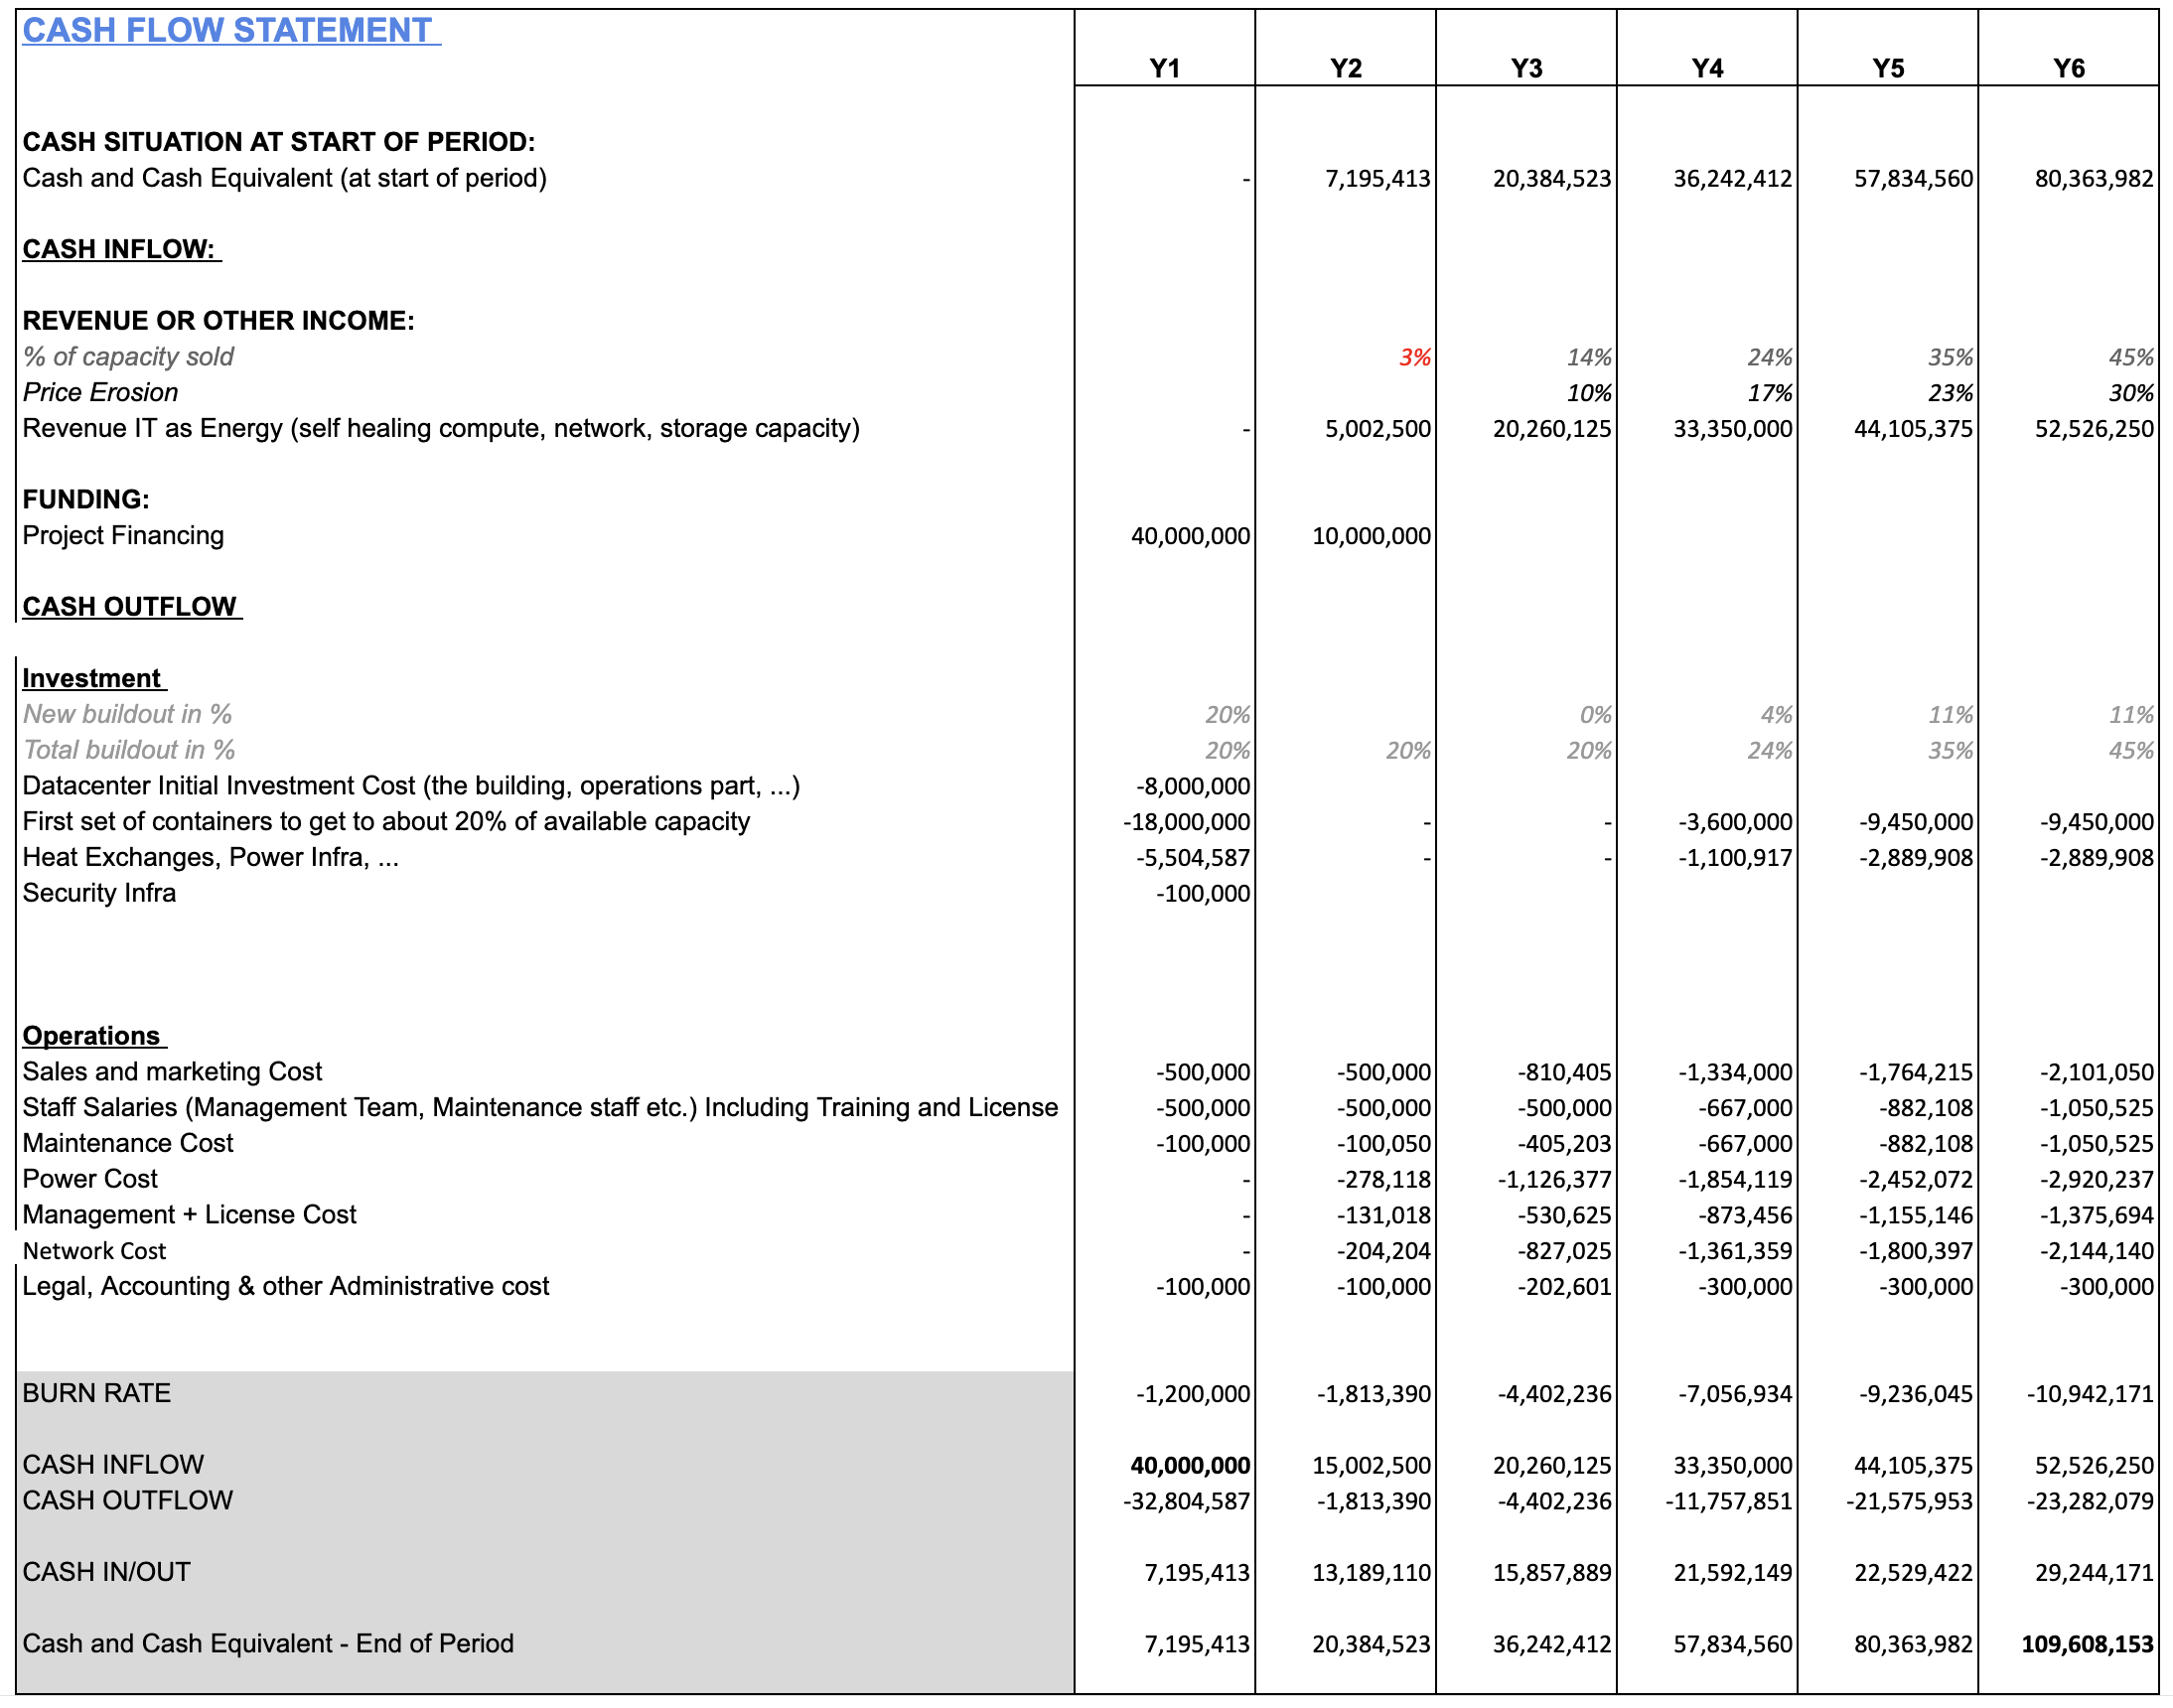 CASH FLOW STATEMENT
Y1 Y2 Y3 Y4 Y5 Y6
CASH SITUATION AT START OF PERIOD:
Cash and Cash Equivalent (at start of period) - 7,195,413 20,384,523 36,242,412 57,834,560 80,363,982
CASH INFLOW:
REVENUE OR OTHER INCOME:
% of capacity sold 3% 14% 24% 35% 45%
Price Erosion 10% 17% 23% 30%
Revenue IT as Energy (self healing compute, network, storage capacity) - 5,002,500 20,260,125 33,350,000 44,105,375 52,526,250
FUNDING:
Project Financing 40,000,000 10,000,000
CASH OUTFLOW
Investment
New buildout in % 20% 0% 4% 11% 11%
Total buildout in % 20% 20% 20% 24% 35% 45%
Datacenter Initial Investment Cost (the building, operations part, ...) -8,000,000
First set of containers to get to about 20% of available capacity -18,000,000 - - -3,600,000 -9,450,000 -9,450,000
Heat Exchanges, Power Infra, ... -5,504,587 - - -1,100,917 -2,889,908 -2,889,908
Security Infra -100,000
Operations
Sales and marketing Cost -500,000 -500,000 -810,405 -1,334,000 -1,764,215 -2,101,050
Staff Salaries (Management Team, Maintenance staff etc.) Including Training and License -500,000 -500,000 -500,000 -667,000 -882,108 -1,050,525
Maintenance Cost -100,000 -100,050 -405,203 -667,000 -882,108 -1,050,525
Power Cost - -278,118 -1,126,377 -1,854,119 -2,452,072 -2,920,237
Management + License Cost - -131,018 -530,625 -873,456 -1,155,146 -1,375,694
Network Cost - -204,204 -827,025 -1,361,359 -1,800,397 -2,144,140
Legal, Accounting & other Administrative cost -100,000 -100,000 -202,601 -300,000 -300,000 -300,000
BURN RATE -1,200,000 -1,813,390 -4,402,236 -7,056,934 -9,236,045 -10,942,171
CASH INFLOW 40,000,000 15,002,500 20,260,125 33,350,000 44,105,375 52,526,250
CASH OUTFLOW -32,804,587 -1,813,390 -4,402,236 -11,757,851 -21,575,953 -23,282,079
CASH IN/OUT 7,195,413 13,189,110 15,857,889 21,592,149 22,529,422 29,244,171
Cash and Cash Equivalent - End of Period 7,195,413 20,384,523 36,242,412 57,834,560 80,363,982 109,608,153